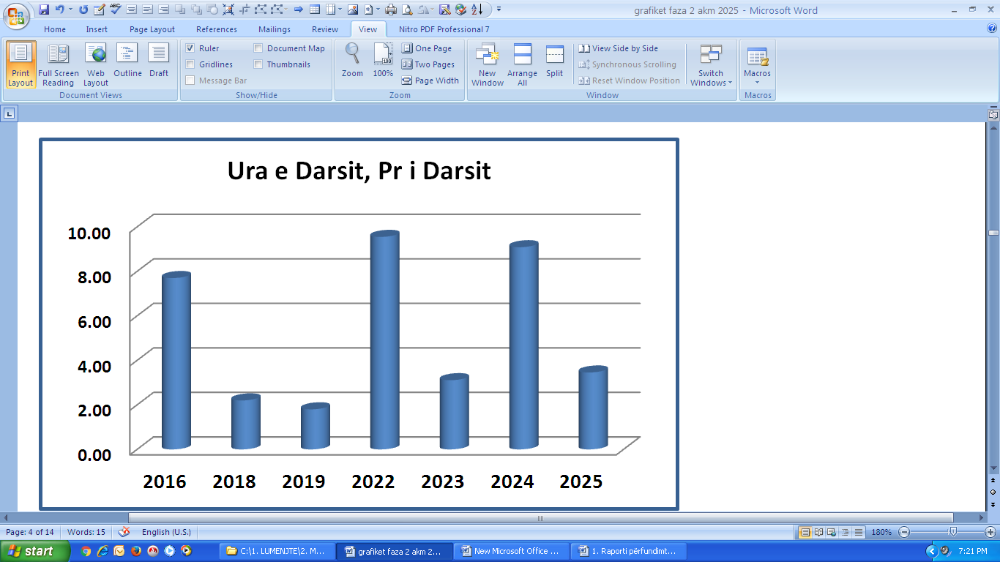 grafiket faza 2 akm 2025 - Microsoft Word
Home Insert Page Layout References Mailings Review View Nitro PDF Professional 7
Print Layout
Full Screen Reading
Web Layout
Outline
Draft
Document Views
Ruler
Gridlines
Message Bar
Document Map
Thumbnails
Show/Hide
Zoom
100%
One Page
Two Pages
Page Width
Zoom
New Window
Arrange All
Split
View Side by Side
Synchronous Scrolling
Reset Window Position
Switch Windows
Window
Macros
Macros
Ura e Darsit, Pr i Darsit
10.00
8.00
6.00
4.00
2.00
0.00
2016 2018 2019 2022 2023 2024 2025
Page: 4 of 14 Words: 15 English (U.S.) 180%
start C:\1. LUMENJTE\2. M... grafiket faza 2 akm 2... New Microsoft Office ... 1. Raporti përfundimt... 7:21 PM